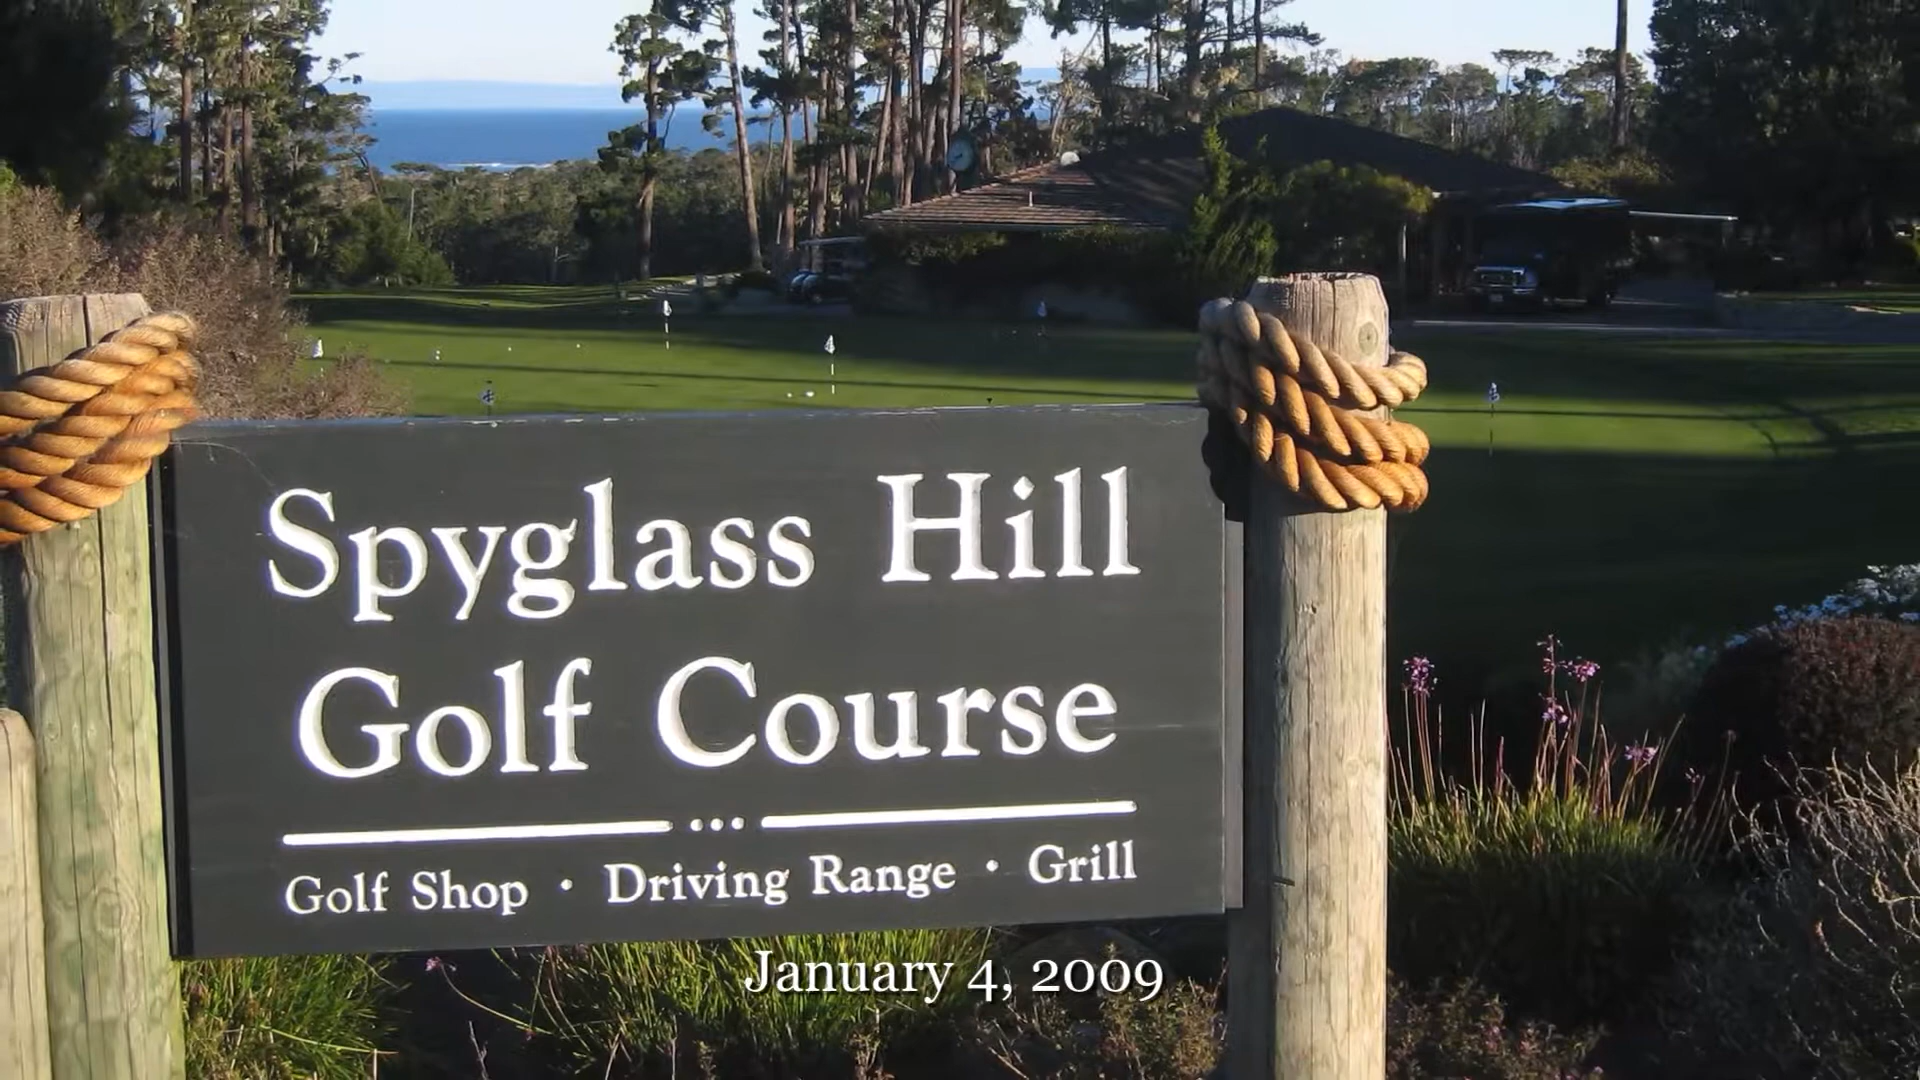 Spyglass Hill
Golf Course
Golf Shop · Driving Range · Grill
January 4, 2009